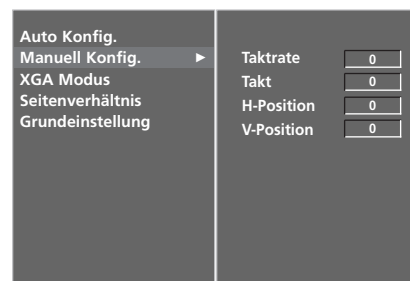 Auto Konfig.
Manuell Konfig. ►
XGA Modus
Seitenverhältnis
Grundeinstellung
Taktrate 0
Takt 0
H-Position 0
V-Position 0